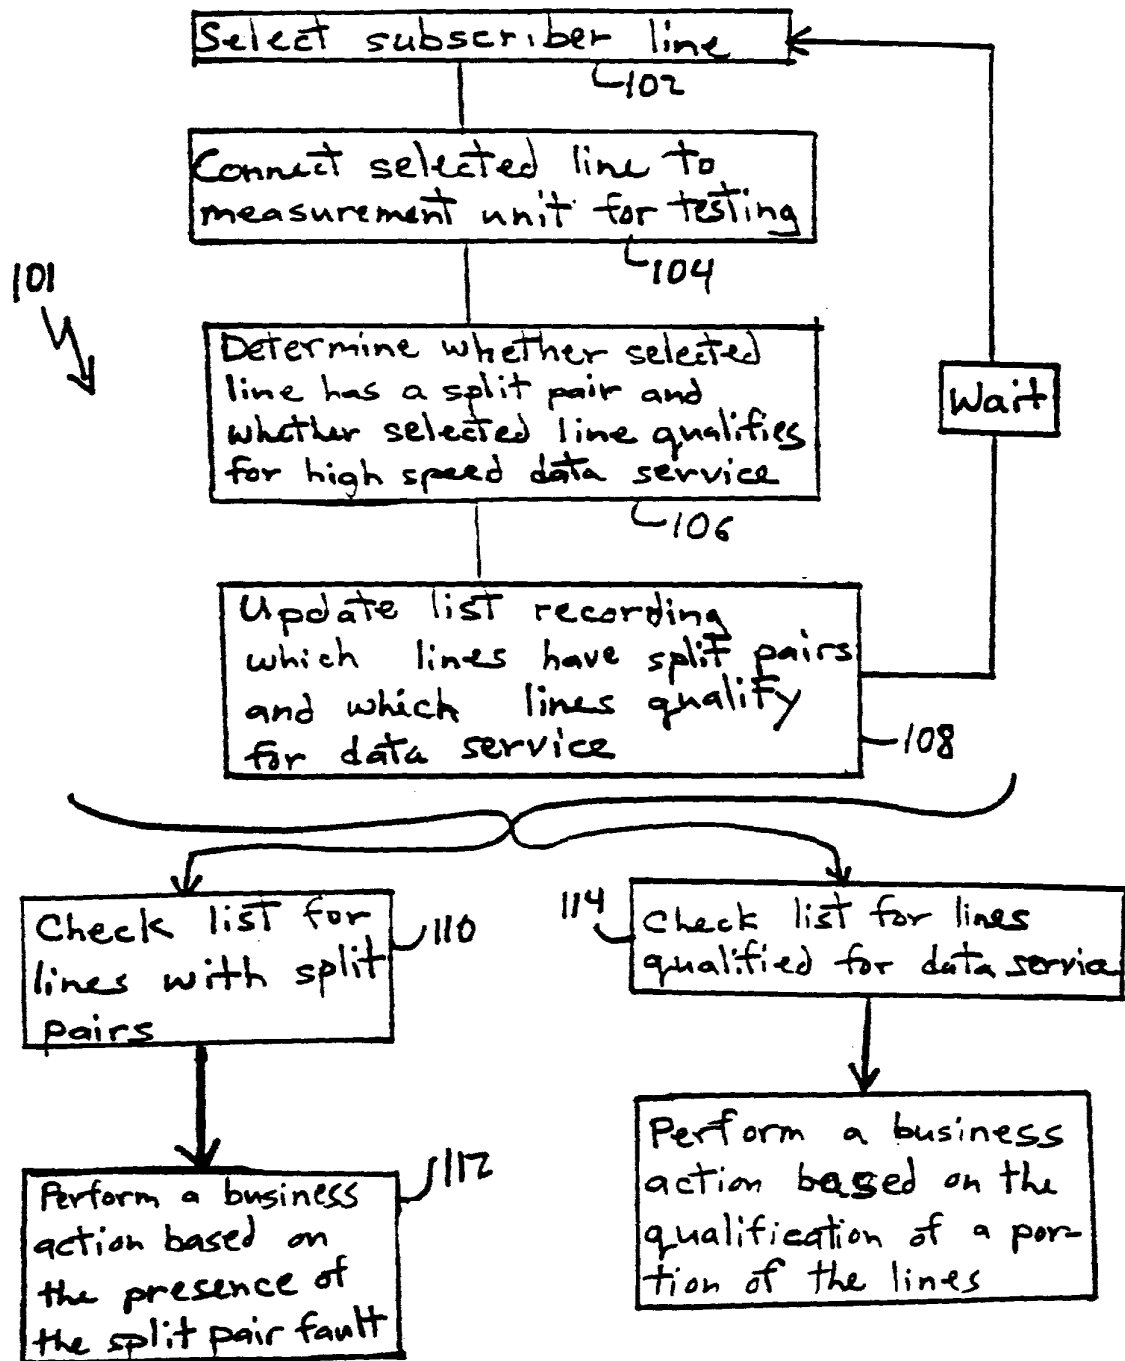 Select subscriber line
102
Connect selected line to
measurement unit for testing
104
101
Determine whether selected
line has a split pair and
whether selected line qualifies
for high speed data service
106
Wait
Update list recording
which lines have split pairs
and which lines qualify
for data service
108
Check list for
lines with split
pairs
110
114
Check list for lines
qualified for data servic
Perform a business
action based on
the presence of
the split pair fault
112
Perform a business
action based on the
qualification of a por-
tion of the lines